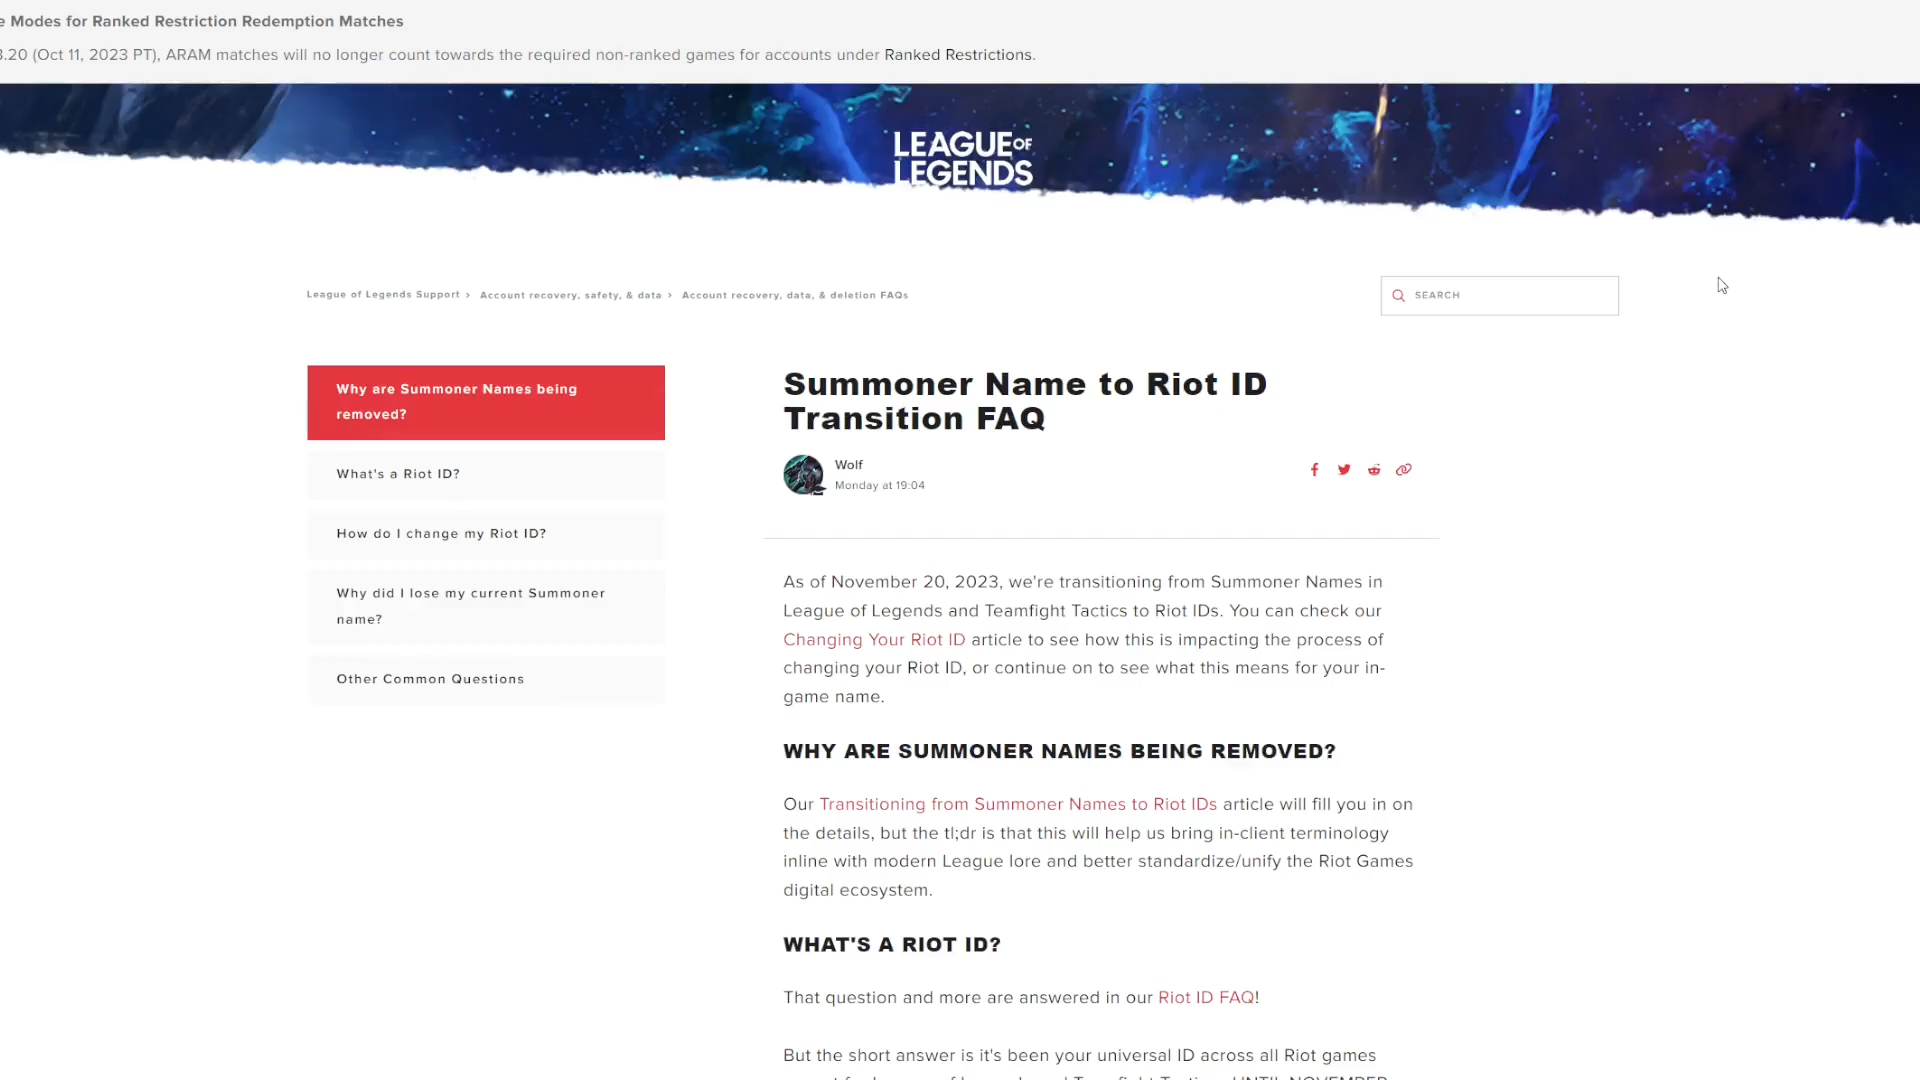 Modes for Ranked Restriction Redemption Matches
3.20 (Oct 11, 2023 PT), ARAM matches will no longer count towards the required non-ranked games for accounts under Ranked Restrictions.
LEAGUE OF
LEGENDS
League of Legends Support › Account recovery, safety, & data › Account recovery, data, & deletion FAQs
SEARCH
Why are Summoner Names being
removed?
What's a Riot ID?
How do I change my Riot ID?
Why did I lose my current Summoner
name?
Other Common Questions
Summoner Name to Riot ID
Transition FAQ
Wolf
Monday at 19:04
As of November 20, 2023, we're transitioning from Summoner Names in
League of Legends and Teamfight Tactics to Riot IDs. You can check our
Changing Your Riot ID article to see how this is impacting the process of
changing your Riot ID, or continue on to see what this means for your in-
game name.
WHY ARE SUMMONER NAMES BEING REMOVED?
Our Transitioning from Summoner Names to Riot IDs article will fill you in on
the details, but the tl;dr is that this will help us bring in-client terminology
inline with modern League lore and better standardize/unify the Riot Games
digital ecosystem.
WHAT'S A RIOT ID?
That question and more are answered in our Riot ID FAQ!
But the short answer is it's been your universal ID across all Riot games